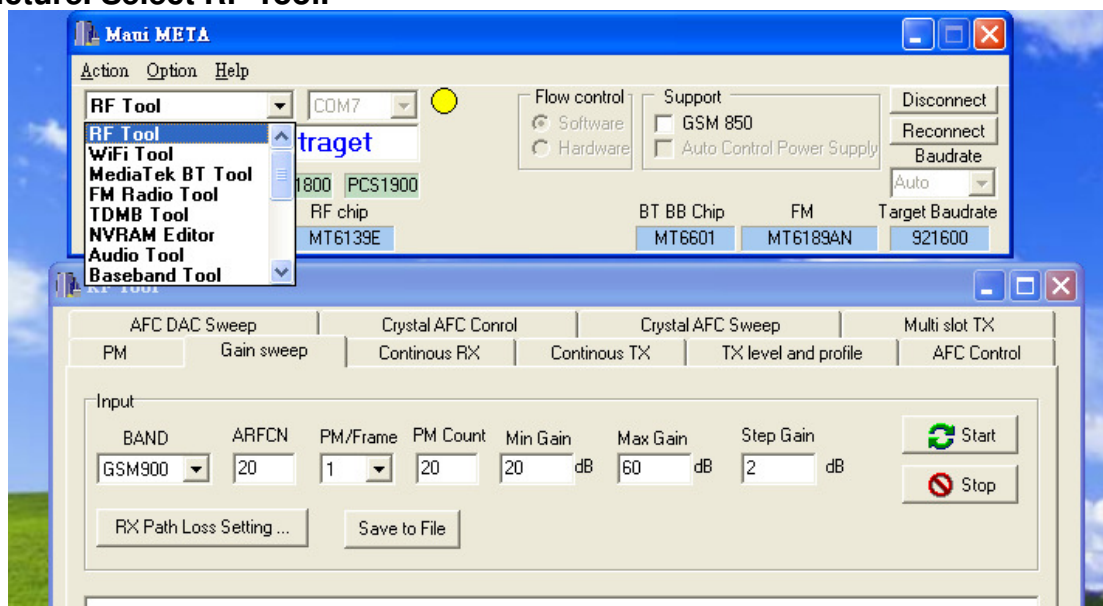 Select RF Tool.
Maui META
Action Option Help
RF Tool COM7 Flow control Support Disconnect
Software GSM 850 Reconnect
Hardware Auto Control Power Supply Baudrate
Auto
RF Tool
WiFi Tool
MediaTek BT Tool
FM Radio Tool
TDMB Tool
NVRAM Editor
Audio Tool
Baseband Tool
traget
1800 PCS1900
RF chip BT BB Chip FM Target Baudrate
MT6139E MT6601 MT6189AN 921600
RF Tool
AFC DAC Sweep Crystal AFC Conrol Crystal AFC Sweep Multi slot TX
PM Gain sweep Continous RX Continous TX TX level and profile AFC Control
Input
BAND ARFCN PM/Frame PM Count Min Gain Max Gain Step Gain Start
GSM900 20 1 20 20 dB 60 dB 2 dB
Stop
RX Path Loss Setting ... Save to File